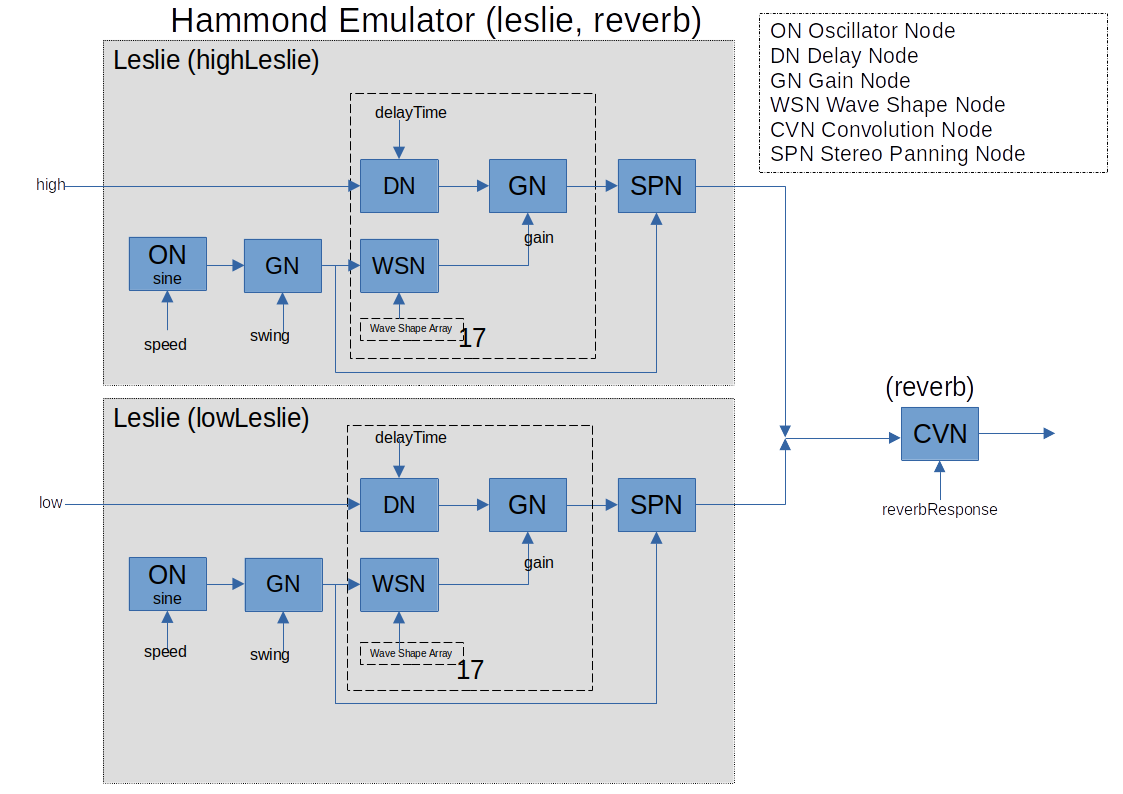 Hammond Emulator (leslie, reverb)
ON Oscillator Node
DN Delay Node
GN Gain Node
WSN Wave Shape Node
CVN Convolution Node
SPN Stereo Panning Node
Leslie (highLeslie)
delayTime
high
DN
GN
SPN
gain
ON
sine
GN
WSN
speed
swing
Wave Shape Array
17
Leslie (lowLeslie)
delayTime
low
DN
GN
SPN
gain
ON
sine
GN
WSN
speed
swing
Wave Shape Array
17
(reverb)
CVN
reverbResponse